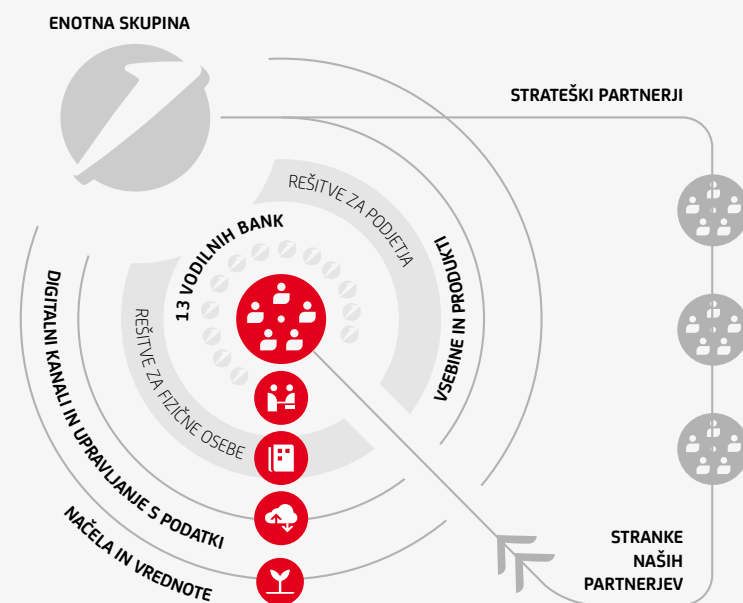 ENOTNA SKUPINA
STRATEŠKI PARTNERJI
REŠITVE ZA PODJETJA
13 VODILNIH BANK
VSEBINE IN PRODUKTI
REŠITVE ZA FIZIČNE OSEBE
DIGITALNI KANALI IN UPRAVLJANJE S PODATKI
NAČELA IN VREDNOTE
STRANKE
NAŠIH
PARTNERJEV